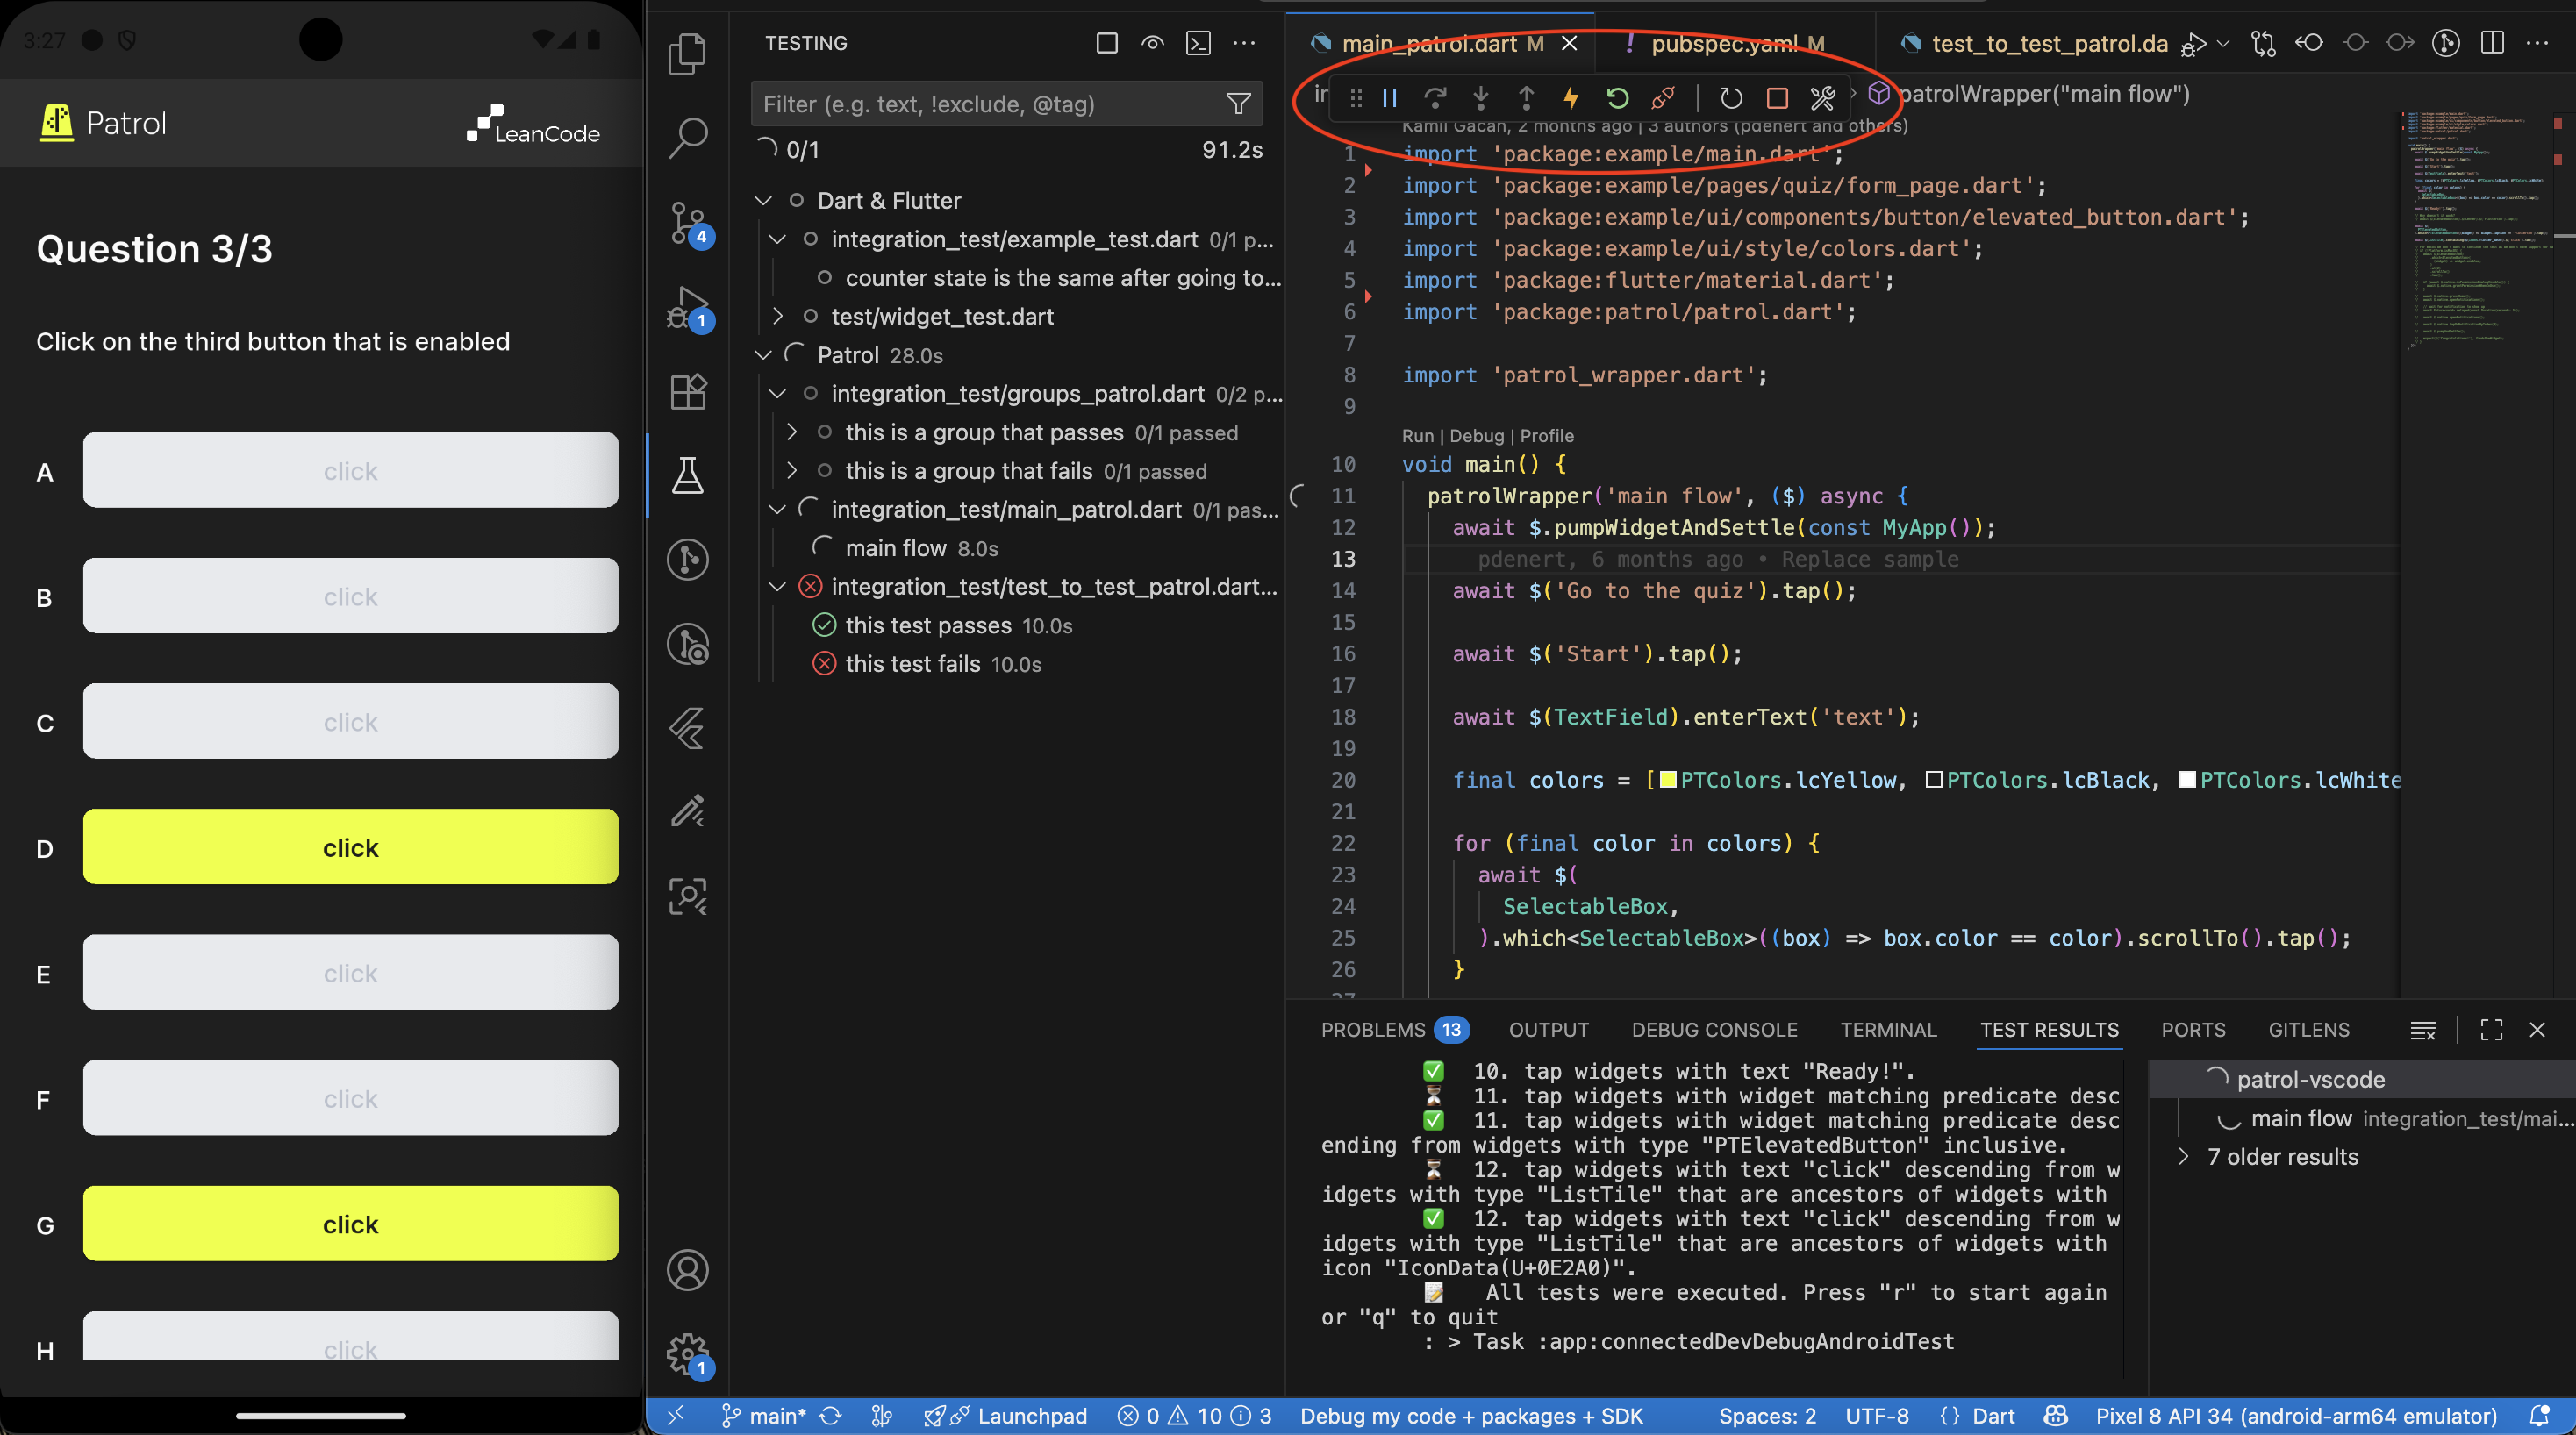 3:27
Patrol
LeanCode
Question 3/3
Click on the third button that is enabled
A click
B click
C click
D click
E click
F click
G click
H click
TESTING
Filter (e.g. text, !exclude, @tag)
0/1 91.2s
Dart & Flutter
integration_test/example_test.dart 0/1 p...
counter state is the same after going to...
test/widget_test.dart
Patrol 28.0s
integration_test/groups_patrol.dart 0/2 p...
this is a group that passes 0/1 passed
this is a group that fails 0/1 passed
integration_test/main_patrol.dart 0/1 pas...
main flow 8.0s
integration_test/test_to_test_patrol.dart...
this test passes 10.0s
this test fails 10.0s
4
1
1
main_patrol.dart M
! pubspec.yaml M
test_to_test_patrol.da
in
patrolWrapper("main flow")
Kamil Gacan, 2 months ago | 3 authors (pdenert and others)
1 import 'package:example/main.dart';
2 import 'package:example/pages/quiz/form_page.dart';
3 import 'package:example/ui/components/button/elevated_button.dart';
4 import 'package:example/ui/style/colors.dart';
5 import 'package:flutter/material.dart';
6 import 'package:patrol/patrol.dart';
7
8 import 'patrol_wrapper.dart';
9
Run | Debug | Profile
10 void main() {
11 patrolWrapper('main flow', ($) async {
12 await $.pumpWidgetAndSettle(const MyApp());
13 pdenert, 6 months ago • Replace sample
14 await $('Go to the quiz').tap();
15
16 await $('Start').tap();
17
18 await $(TextField).enterText('text');
19
20 final colors = [PTColors.lcYellow, PTColors.lcBlack, PTColors.lcWhite
21
22 for (final color in colors) {
23 await $(
24 SelectableBox,
25 ).which<SelectableBox>((box) => box.color == color).scrollTo().tap();
26 }
27
PROBLEMS 13 OUTPUT DEBUG CONSOLE TERMINAL TEST RESULTS PORTS GITLENS
✅ 10. tap widgets with text "Ready!".
⏳ 11. tap widgets with widget matching predicate desc
✅ 11. tap widgets with widget matching predicate desc
ending from widgets with type "PTElevatedButton" inclusive.
⏳ 12. tap widgets with text "click" descending from w
idgets with type "ListTile" that are ancestors of widgets with
✅ 12. tap widgets with text "click" descending from w
idgets with type "ListTile" that are ancestors of widgets with
icon "IconData(U+0E2A0)".
📝 All tests were executed. Press "r" to start again
or "q" to quit
: > Task :app:connectedDevDebugAndroidTest
patrol-vscode
main flow integration_test/mai...
7 older results
main* Launchpad 0 10 3 Debug my code + packages + SDK Spaces: 2 UTF-8 {} Dart Pixel 8 API 34 (android-arm64 emulator)